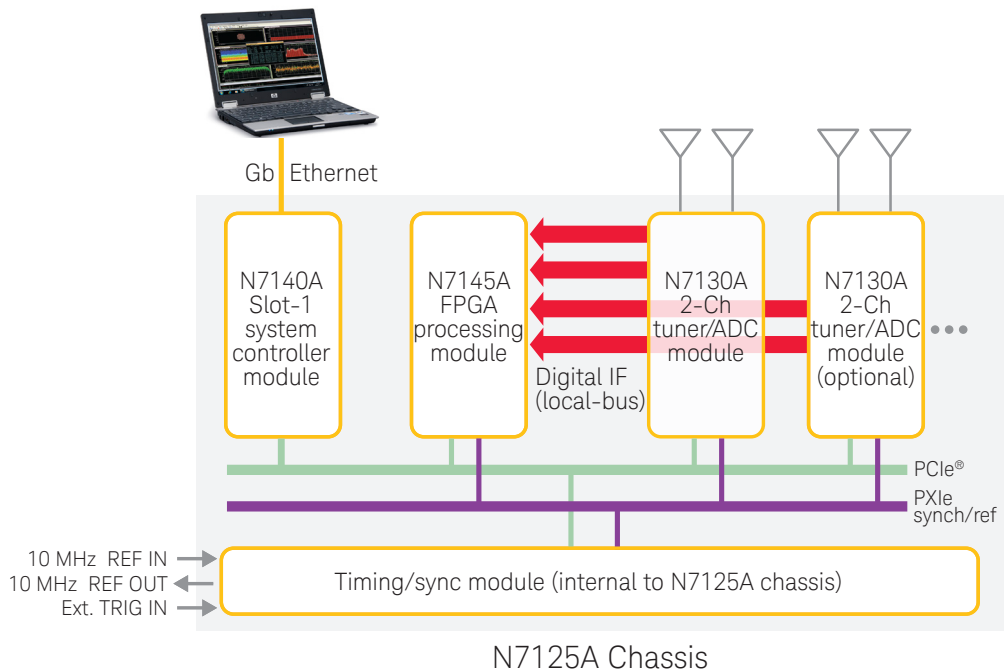 Gb Ethernet
N7140A
Slot-1
system
controller
module
N7145A
FPGA
processing
module
N7130A
2-Ch
tuner/ADC
module
N7130A
2-Ch
tuner/ADC
module
(optional)
Digital IF
(local-bus)
PCIe®
PXIe
synch/ref
10 MHz REF IN
10 MHz REF OUT
Ext. TRIG IN
Timing/sync module (internal to N7125A chassis)
N7125A Chassis